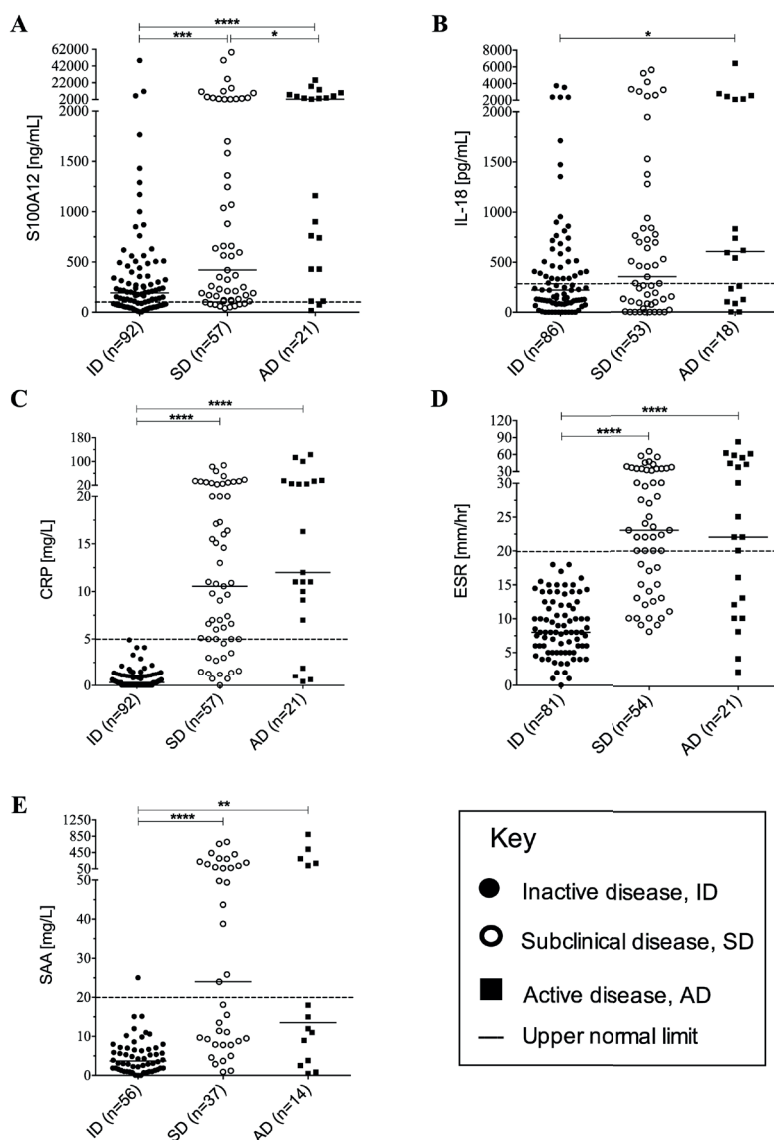 A
****
***
*
S100A12 [ng/mL]
62000
42000
22000
2000
2000
1500
1000
500
0
ID (n=92)
SD (n=57)
AD (n=21)
B
*
IL-18 [pg/mL]
8000
6000
4000
2000
2000
1500
1000
500
0
ID (n=86)
SD (n=53)
AD (n=18)
C
****
****
CRP [mg/L]
180
100
20
20
15
10
5
0
ID (n=92)
SD (n=57)
AD (n=21)
D
****
****
ESR [mm/hr]
120
90
60
30
30
20
10
0
ID (n=81)
SD (n=54)
AD (n=21)
E
**
****
SAA [mg/L]
1250
850
450
50
50
40
30
20
10
0
ID (n=56)
SD (n=37)
AD (n=14)
Key
Inactive disease, ID
Subclinical disease, SD
Active disease, AD
Upper normal limit